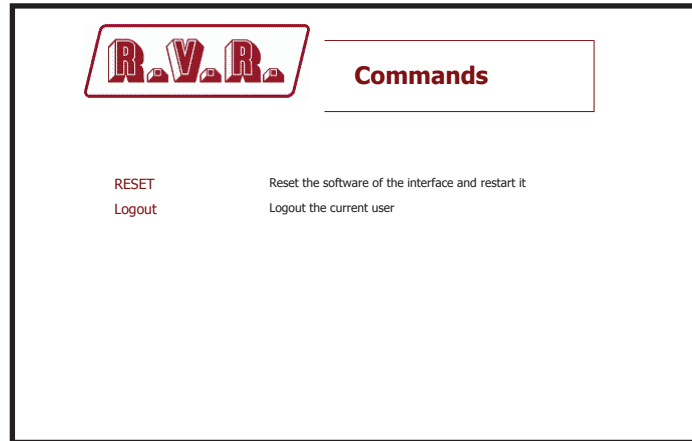 R.V.R.
Commands
RESET Reset the software of the interface and restart it
Logout Logout the current user